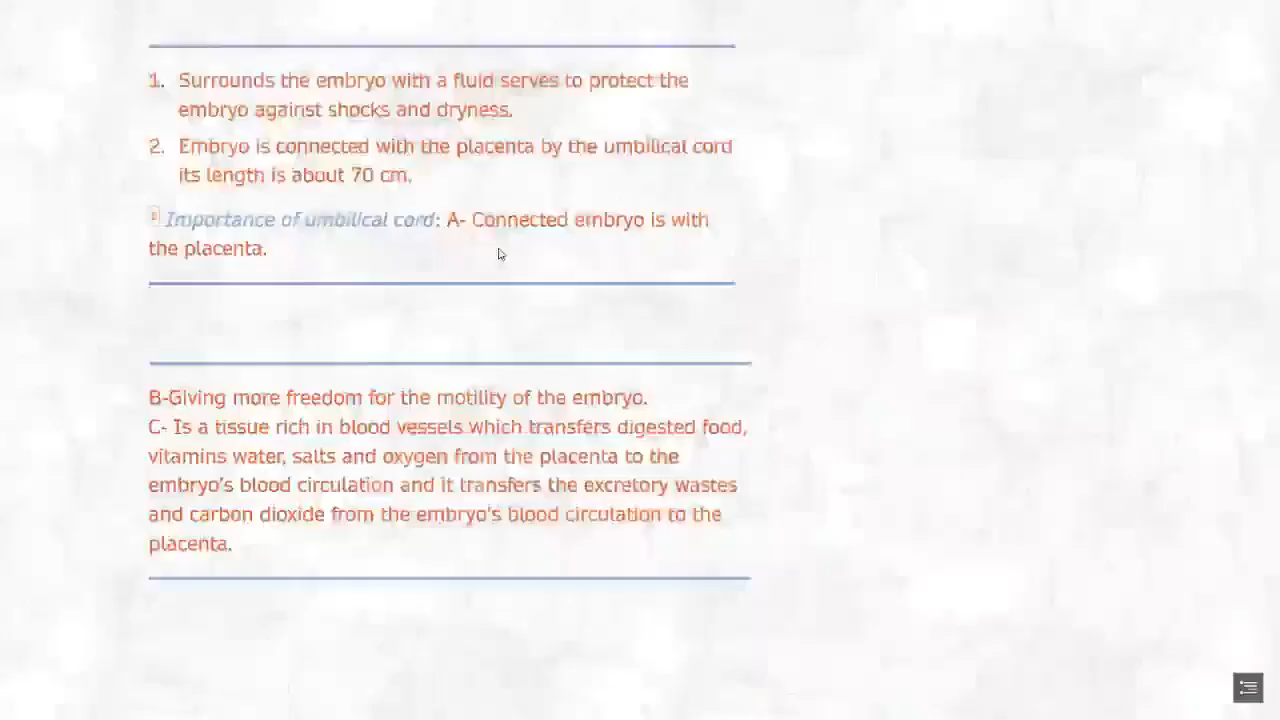 1. Surrounds the embryo with a fluid serves to protect the
embryo against shocks and dryness.
2. Embryo is connected with the placenta by the umbilical cord
its length is about 70 cm.
Importance of umbilical cord: A- Connected embryo is with
the placenta.
B-Giving more freedom for the motility of the embryo.
C- Is a tissue rich in blood vessels which transfers digested food,
vitamins water, salts and oxygen from the placenta to the
embryo's blood circulation and it transfers the excretory wastes
and carbon dioxide from the embryo's blood circulation to the
placenta.